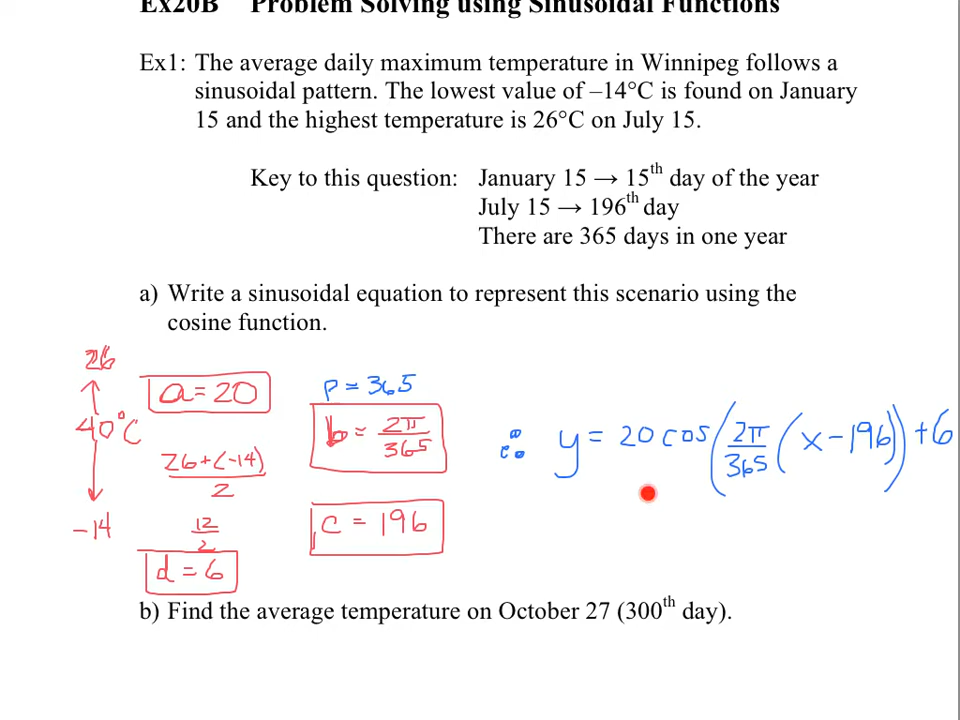 Ex20B Problem Solving using Sinusoidal Functions
Ex1: The average daily maximum temperature in Winnipeg follows a
sinusoidal pattern. The lowest value of –14°C is found on January
15 and the highest temperature is 26°C on July 15.
Key to this question: January 15 → 15th day of the year
July 15 → 196th day
There are 365 days in one year
a) Write a sinusoidal equation to represent this scenario using the
cosine function.
26
40°C
-14
a = 20
26+(-14)/2
12/2
d = 6
P = 365
b = 2π/365
c = 196
∴ y = 20 cos(2π/365 (x-196)) + 6
b) Find the average temperature on October 27 (300th day).